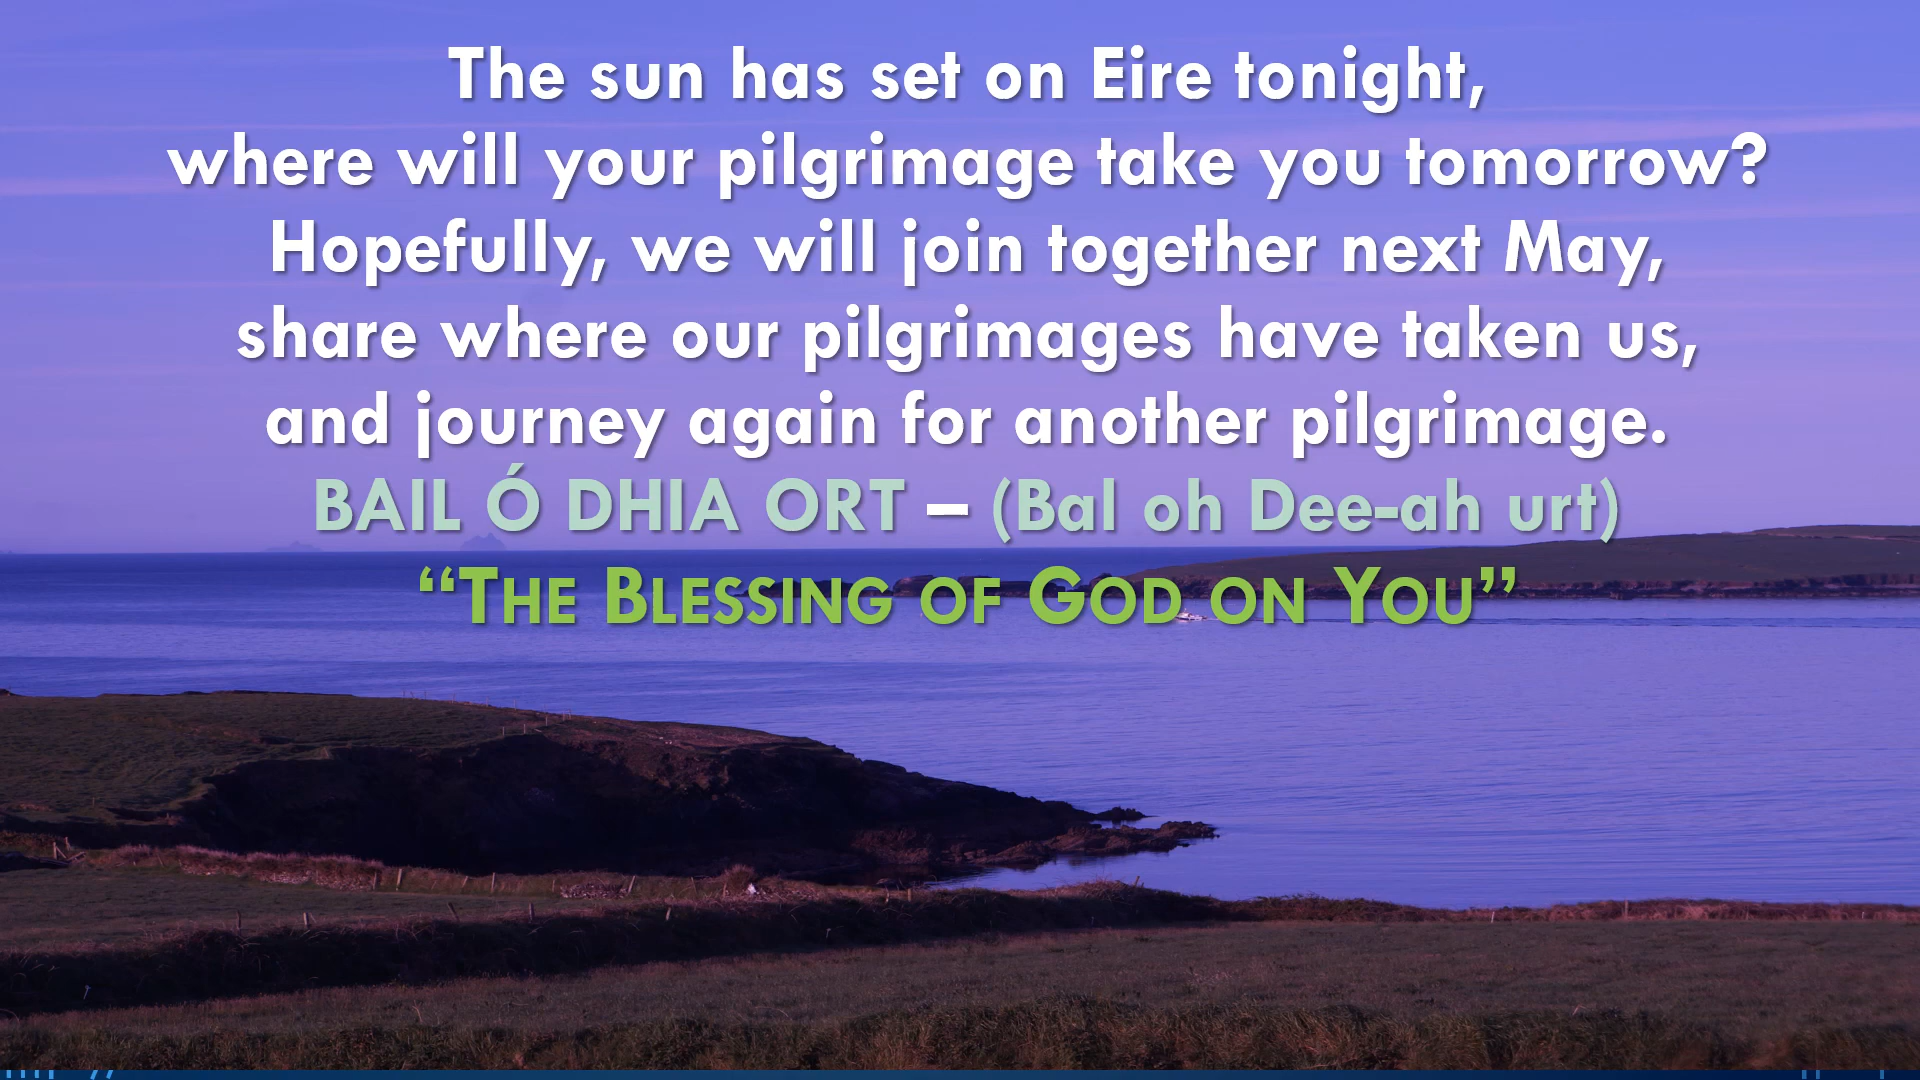 The sun has set on Eire tonight,
where will your pilgrimage take you tomorrow?
Hopefully, we will join together next May,
share where our pilgrimages have taken us,
and journey again for another pilgrimage.
BAIL Ó DHIA ORT – (Bal oh Dee-ah urt)
“THE BLESSING OF GOD ON YOU”